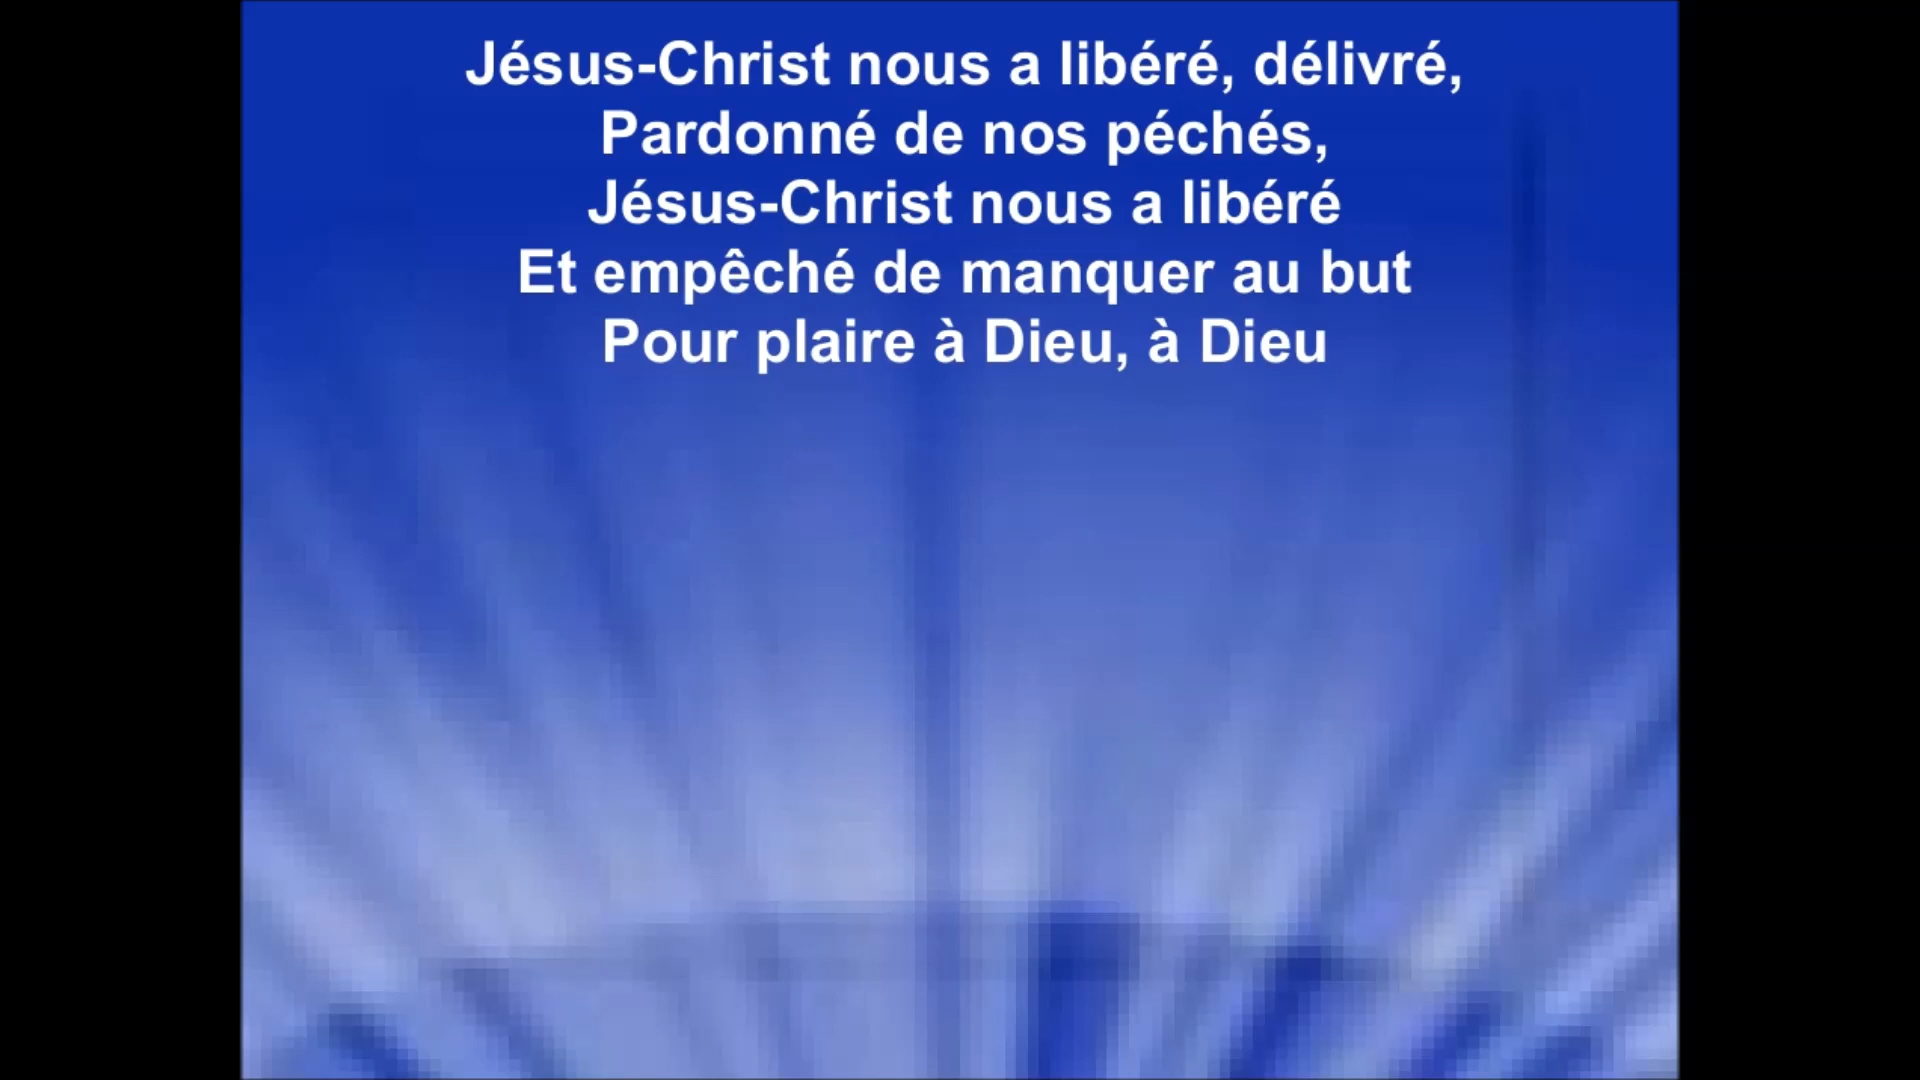 Jésus-Christ nous a libéré, délivré,
Pardonné de nos péchés,
Jésus-Christ nous a libéré
Et empêché de manquer au but
Pour plaire à Dieu, à Dieu